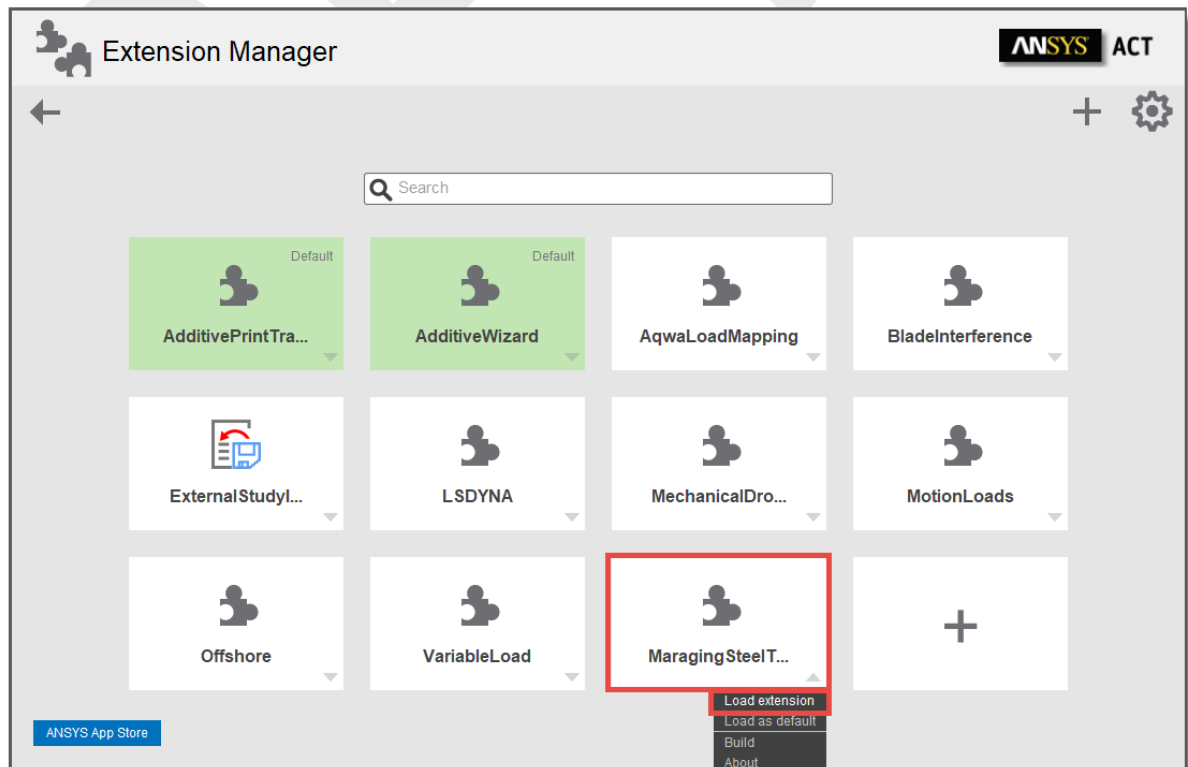 Extension Manager
ANSYS ACT
Search
Default
Default
AdditivePrintTra...
AdditiveWizard
AqwaLoadMapping
BladeInterference
ExternalStudyI...
LSDYNA
MechanicalDro...
MotionLoads
Offshore
VariableLoad
MaragingSteelT...
Load extension
Load as default
Build
About
ANSYS App Store